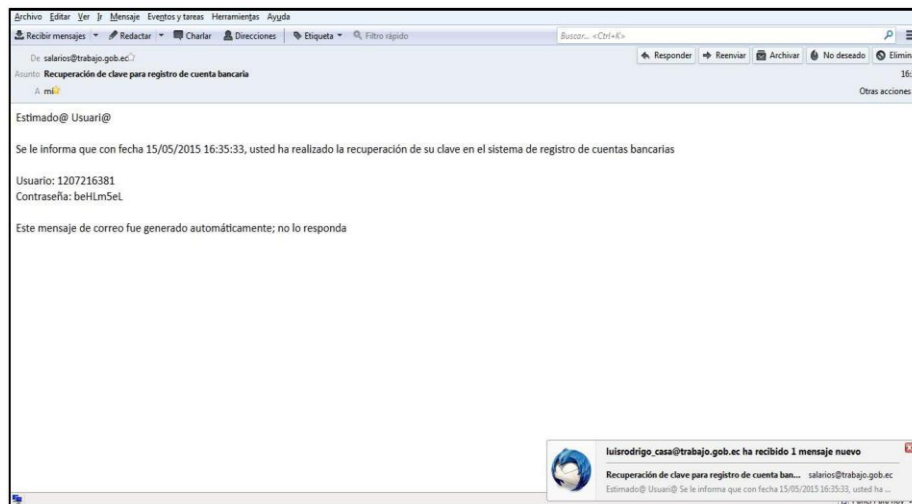 Archivo Editar Ver Ir Mensaje Eventos y tareas Herramientas Ayuda
Recibir mensajes Redactar Charlar Direcciones Etiqueta Filtro rápido Buscar... <Ctrl+K>
De salarios@trabajo.gob.ec Responder Reenviar Archivar No deseado Elimin
Asunto Recuperación de clave para registro de cuenta bancaria 16:
A mí Otras acciones
Estimado@ Usuari@
Se le informa que con fecha 15/05/2015 16:35:33, usted ha realizado la recuperación de su clave en el sistema de registro de cuentas bancarias
Usuario: 1207216381
Contraseña: beHLm5eL
Este mensaje de correo fue generado automáticamente; no lo responda
luisrodrigo_casa@trabajo.gob.ec ha recibido 1 mensaje nuevo
Recuperación de clave para registro de cuenta ban... salarios@trabajo.gob.ec
Estimado@ Usuari@ Se le informa que con fecha 15/05/2015 16:35:33, usted ha ...